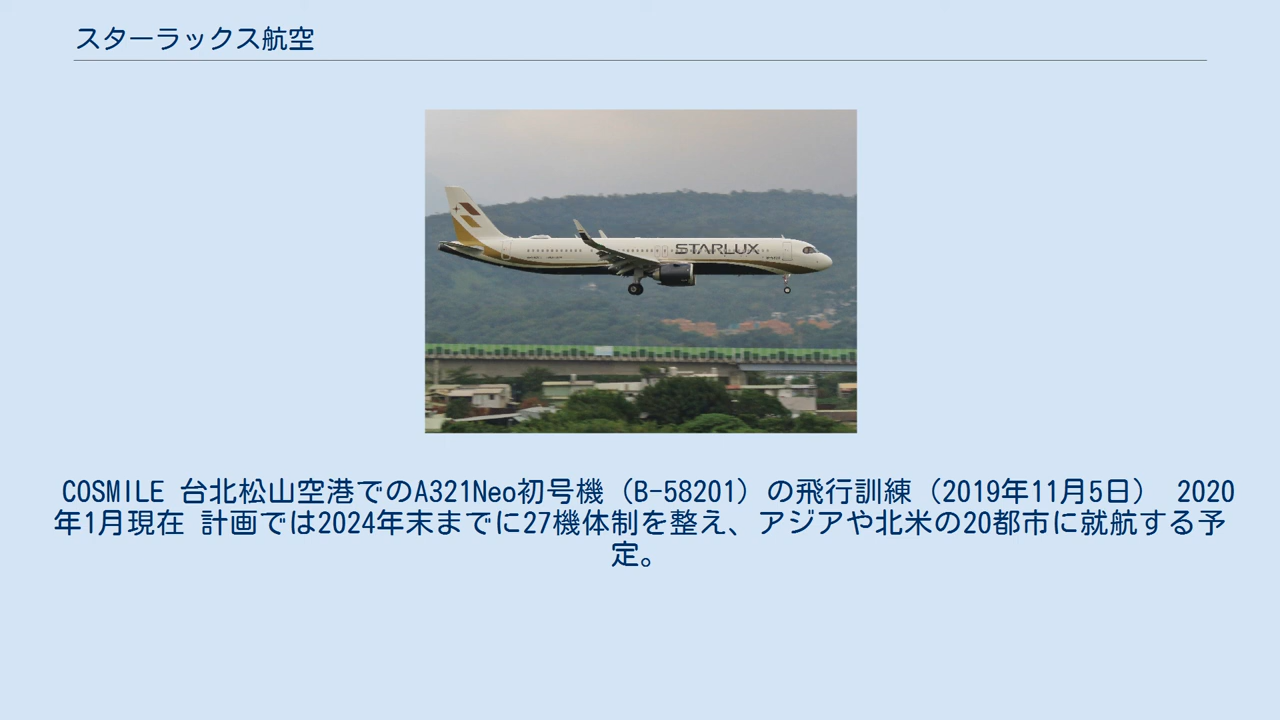 スターラックス航空
STARLUX
COSMILE 台北松山空港でのA321Neo初号機（B-58201）の飛行訓練（2019年11月5日） 2020
年1月現在 計画では2024年末までに27機体制を整え、アジアや北米の20都市に就航する予
定。